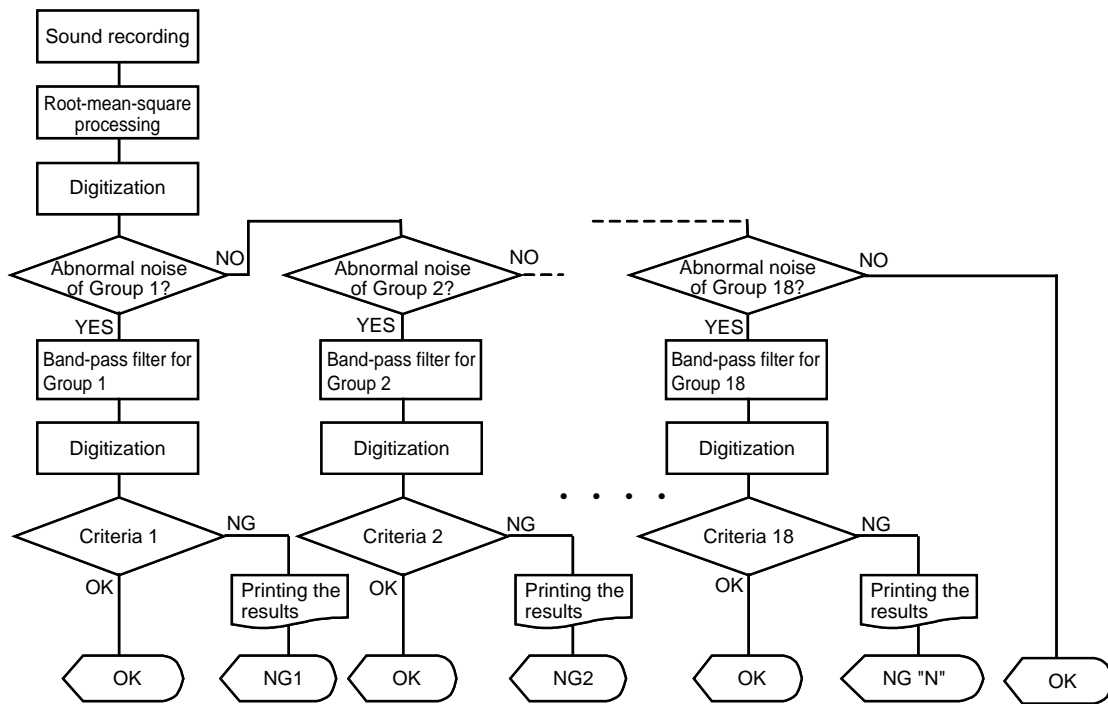 Sound recording
Root-mean-square
processing
Digitization
Abnormal noise
of Group 1?
NO
YES
Band-pass filter for
Group 1
Digitization
Criteria 1
NG
OK
Printing the
results
OK
NG1
Abnormal noise
of Group 2?
NO
YES
Band-pass filter for
Group 2
Digitization
Criteria 2
NG
OK
Printing the
results
OK
NG2
. . . .
Abnormal noise
of Group 18?
NO
YES
Band-pass filter for
Group 18
Digitization
Criteria 18
NG
OK
Printing the
results
OK
NG "N"
OK